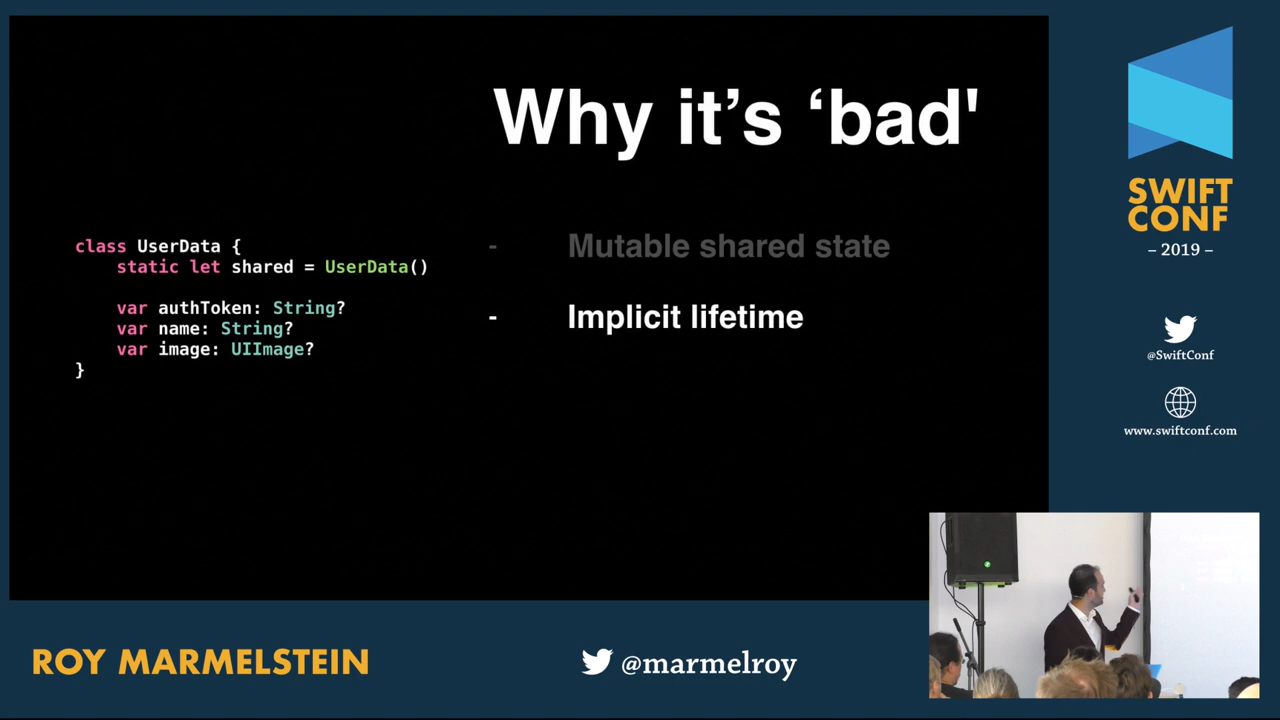 Why it’s ‘bad'
class UserData {
static let shared = UserData()
var authToken: String?
var name: String?
var image: UIImage?
}
- Mutable shared state
- Implicit lifetime
SWIFT
CONF
– 2019 –
@SwiftConf
www.swiftconf.com
ROY MARMELSTEIN
@marmelroy